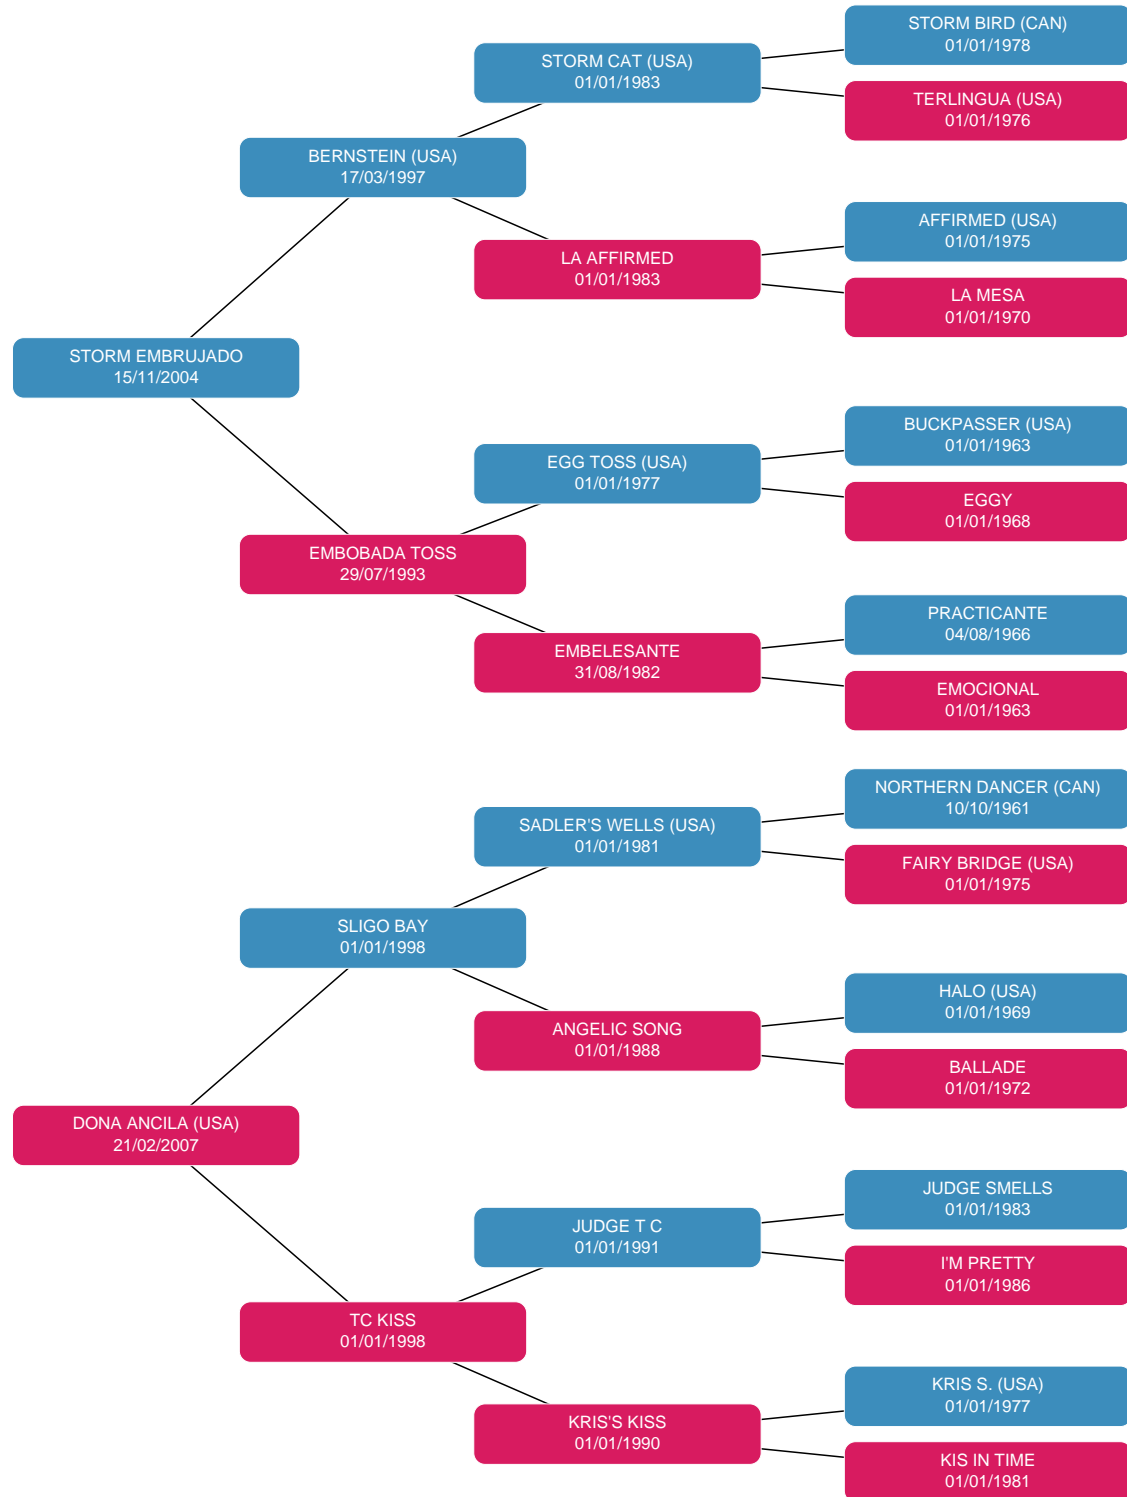 STORM BIRD (CAN)
01/01/1978
STORM CAT (USA)
01/01/1983
TERLINGUA (USA)
01/01/1976
BERNSTEIN (USA)
17/03/1997
AFFIRMED (USA)
01/01/1975
LA AFFIRMED
01/01/1983
LA MESA
01/01/1970
STORM EMBRUJADO
15/11/2004
BUCKPASSER (USA)
01/01/1963
EGG TOSS (USA)
01/01/1977
EGGY
01/01/1968
EMBOBADA TOSS
29/07/1993
PRACTICANTE
04/08/1966
EMBELESANTE
31/08/1982
EMOCIONAL
01/01/1963
NORTHERN DANCER (CAN)
10/10/1961
SADLER'S WELLS (USA)
01/01/1981
FAIRY BRIDGE (USA)
01/01/1975
SLIGO BAY
01/01/1998
HALO (USA)
01/01/1969
ANGELIC SONG
01/01/1988
BALLADE
01/01/1972
DONA ANCILA (USA)
21/02/2007
JUDGE SMELLS
01/01/1983
JUDGE T C
01/01/1991
I'M PRETTY
01/01/1986
TC KISS
01/01/1998
KRIS S. (USA)
01/01/1977
KRIS'S KISS
01/01/1990
KIS IN TIME
01/01/1981